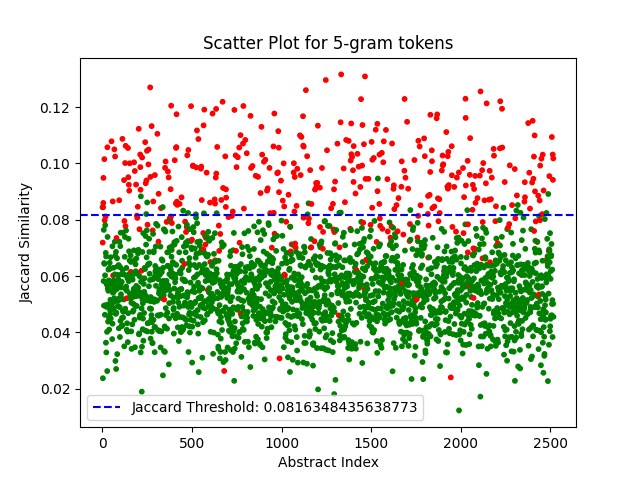 Scatter Plot for 5-gram tokens
0.12
0.10
0.08
0.06
0.04
0.02
Jaccard Similarity
Jaccard Threshold: 0.0816348435638773
0 500 1000 1500 2000 2500
Abstract Index